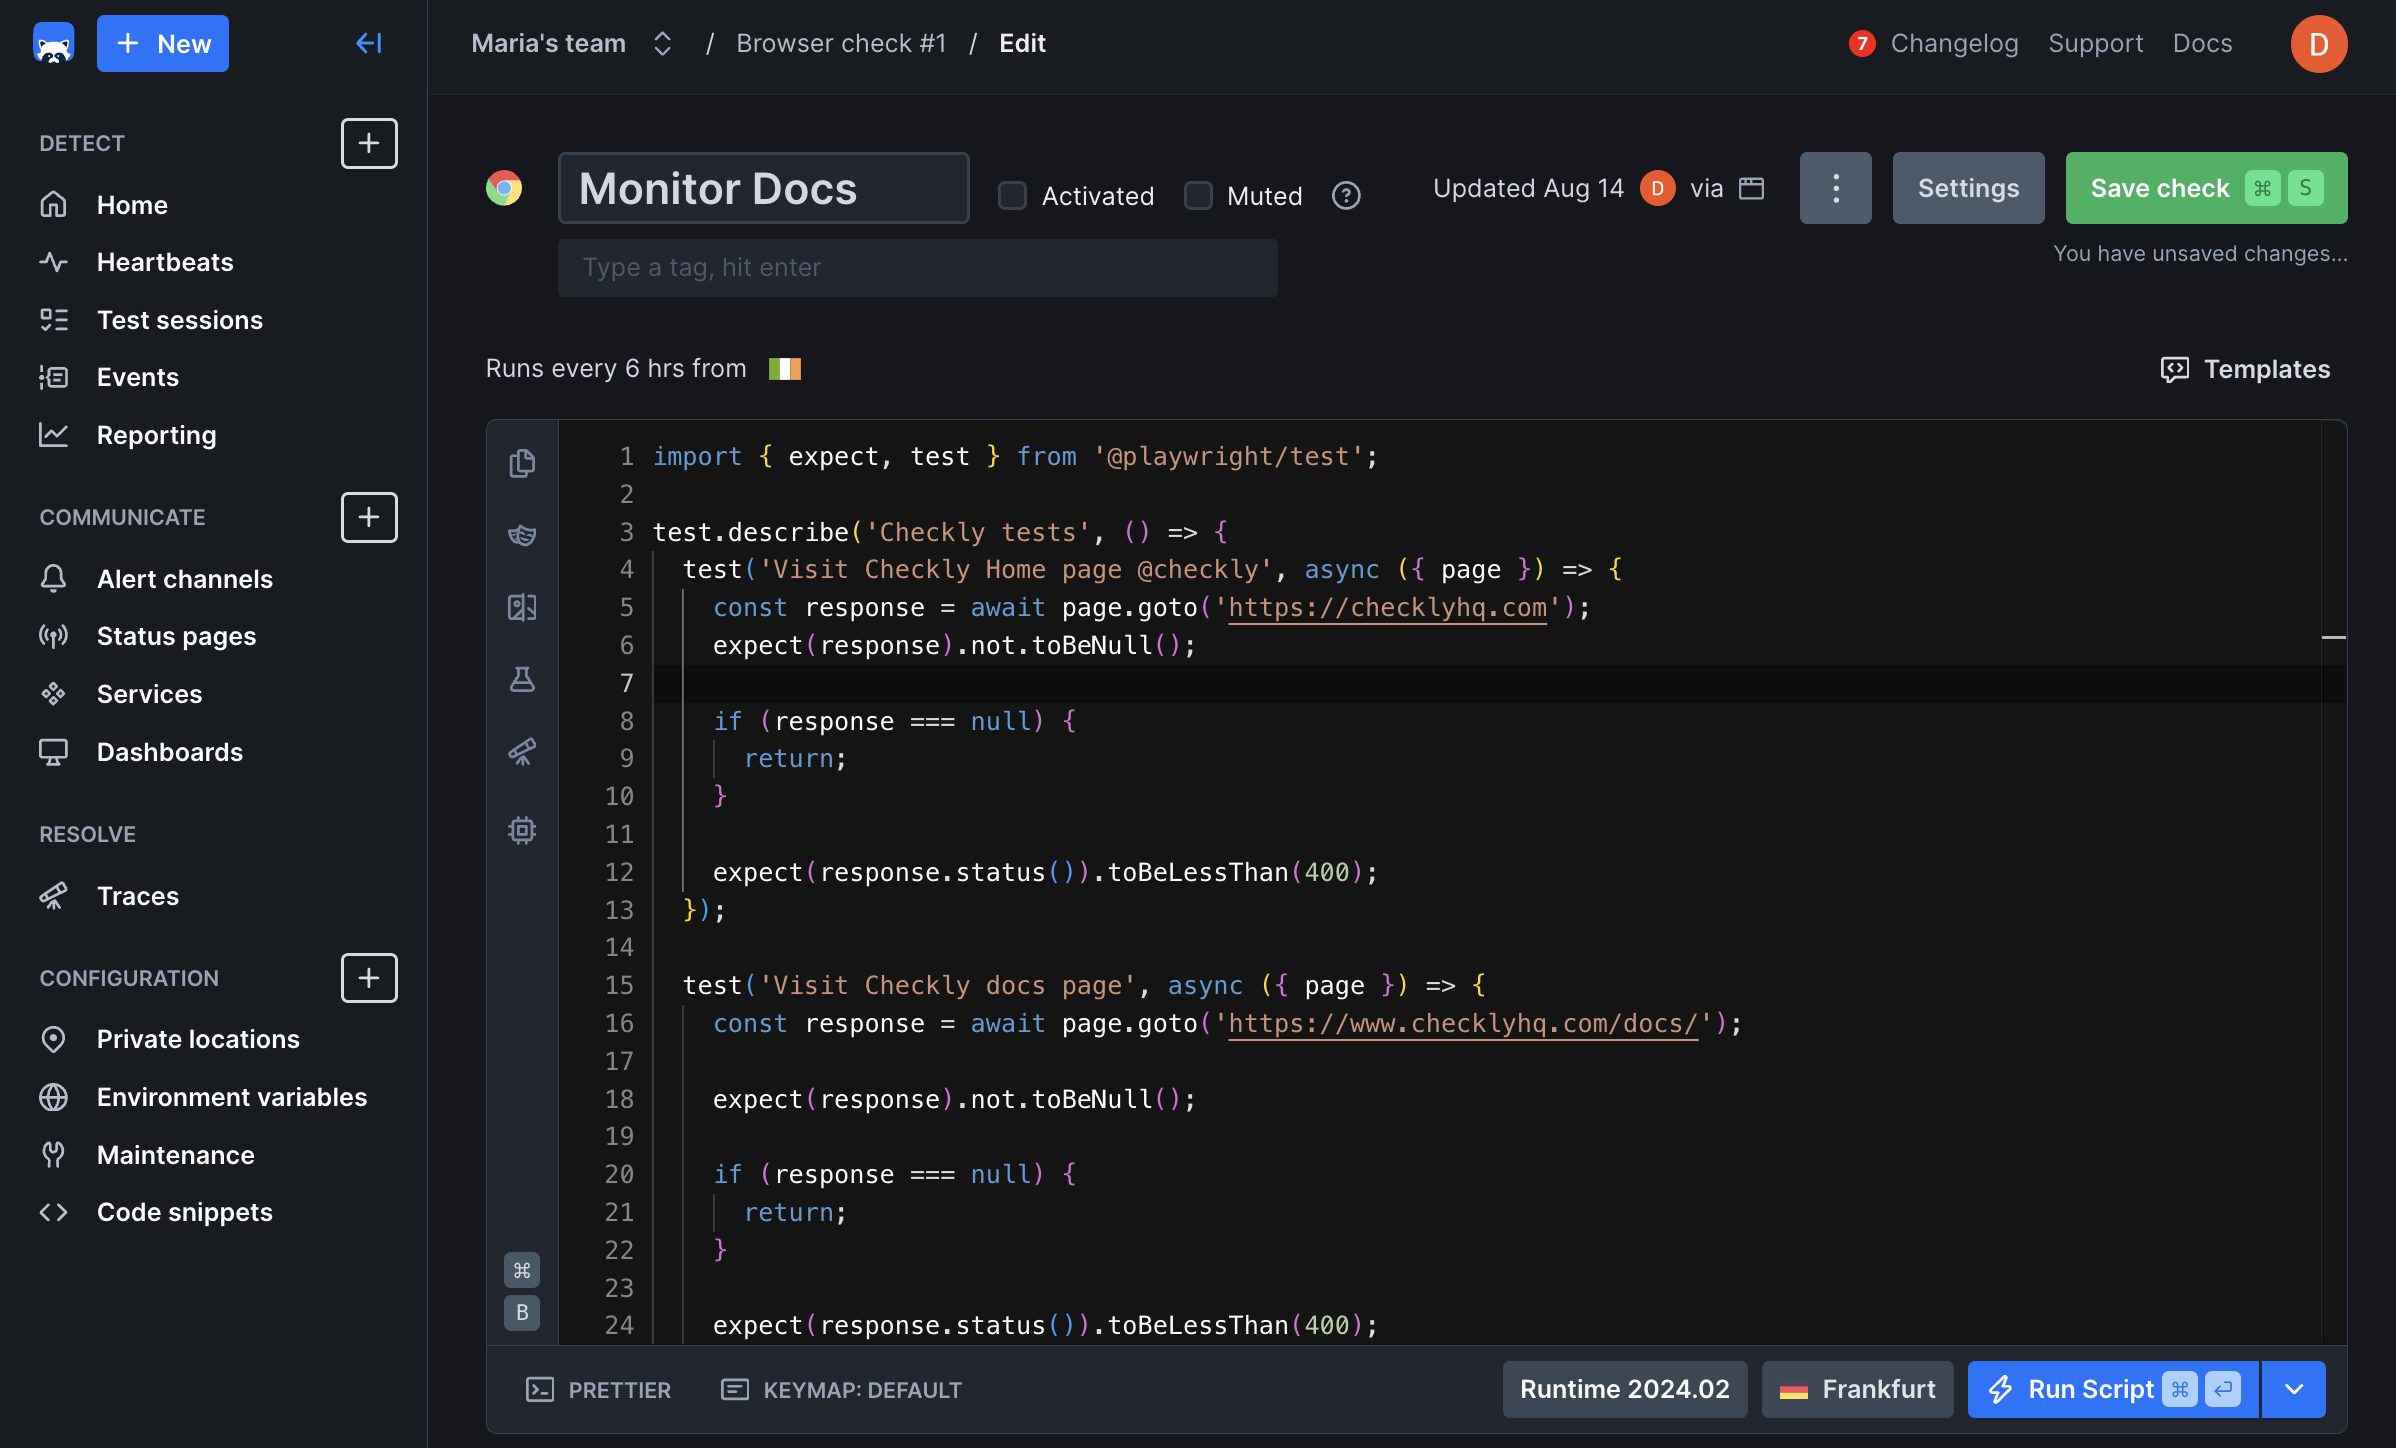 New
Maria's team / Browser check #1 / Edit
7 Changelog Support Docs D
DETECT
Home
Heartbeats
Test sessions
Events
Reporting
COMMUNICATE
Alert channels
Status pages
Services
Dashboards
RESOLVE
Traces
CONFIGURATION
Private locations
Environment variables
Maintenance
Code snippets
Monitor Docs
Activated Muted ?
Updated Aug 14 D via
Settings
Save check ⌘ S
You have unsaved changes...
Type a tag, hit enter
Runs every 6 hrs from
Templates
1 import { expect, test } from '@playwright/test';
2
3 test.describe('Checkly tests', () => {
4 test('Visit Checkly Home page @checkly', async ({ page }) => {
5 const response = await page.goto('https://checklyhq.com');
6 expect(response).not.toBeNull();
7
8 if (response === null) {
9 return;
10 }
11
12 expect(response.status()).toBeLessThan(400);
13 });
14
15 test('Visit Checkly docs page', async ({ page }) => {
16 const response = await page.goto('https://www.checklyhq.com/docs/');
17
18 expect(response).not.toBeNull();
19
20 if (response === null) {
21 return;
22 }
23
24 expect(response.status()).toBeLessThan(400);
⌘
B
PRETTIER KEYMAP: DEFAULT
Runtime 2024.02 Frankfurt Run Script ⌘